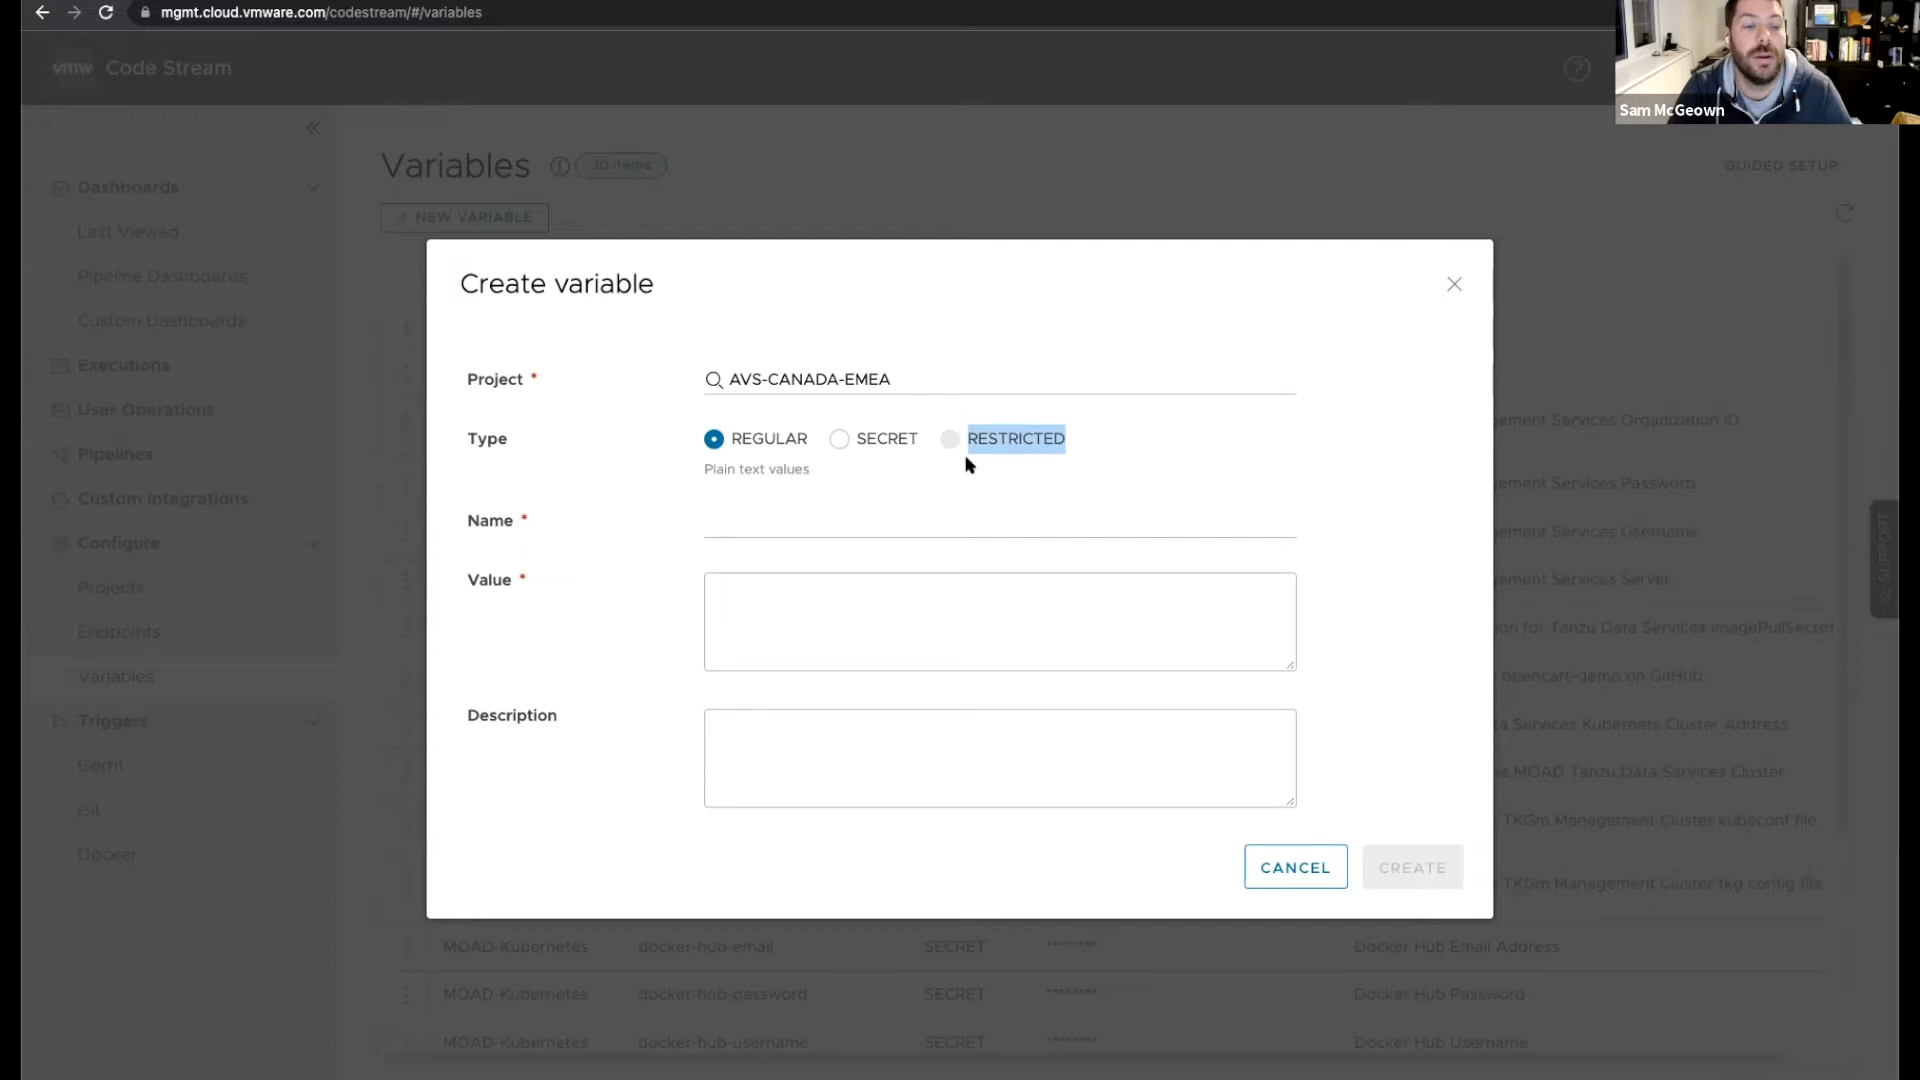 mgmt.cloud.vmware.com/codestream/#/variables
vmw Code Stream
Sam McGeown
Variables
30 items
GUIDED SETUP
+ NEW VARIABLE
Dashboards
Last Viewed
Pipeline Dashboards
Custom Dashboards
Executions
User Operations
Pipelines
Custom Integrations
Configure
Projects
Endpoints
Variables
Triggers
Gerrit
Git
Docker
Create variable
Project *
AVS-CANADA-EMEA
Type
REGULAR
SECRET
RESTRICTED
Plain text values
Name *
Value *
Description
CANCEL
CREATE
ement Services Organization ID
ement Services Password
ement Services Username
ement Services Server
on for Tanzu Data Services imagePullSecret
opencart-demo on GitHub
a Services Kubernets Cluster Address
e MOAD Tanzu Data Services Cluster
TKGm Management Cluster kubeconf file
TKGm Management Cluster tkg config file
SUPPORT
MOAD-Kubernetes docker-hub-email SECRET ******** Docker Hub Email Address
MOAD-Kubernetes docker-hub-password SECRET ******** Docker Hub Password
MOAD-Kubernetes docker-hub-username SECRET ******** Docker Hub Username